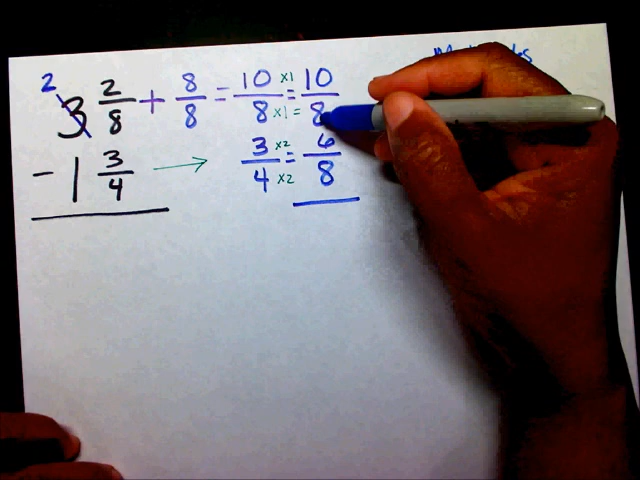 2 3 2/8 + 8/8 = 10/8 ×1/×1 = 10/8
- 1 3/4 → 3/4 ×2/×2 = 6/8